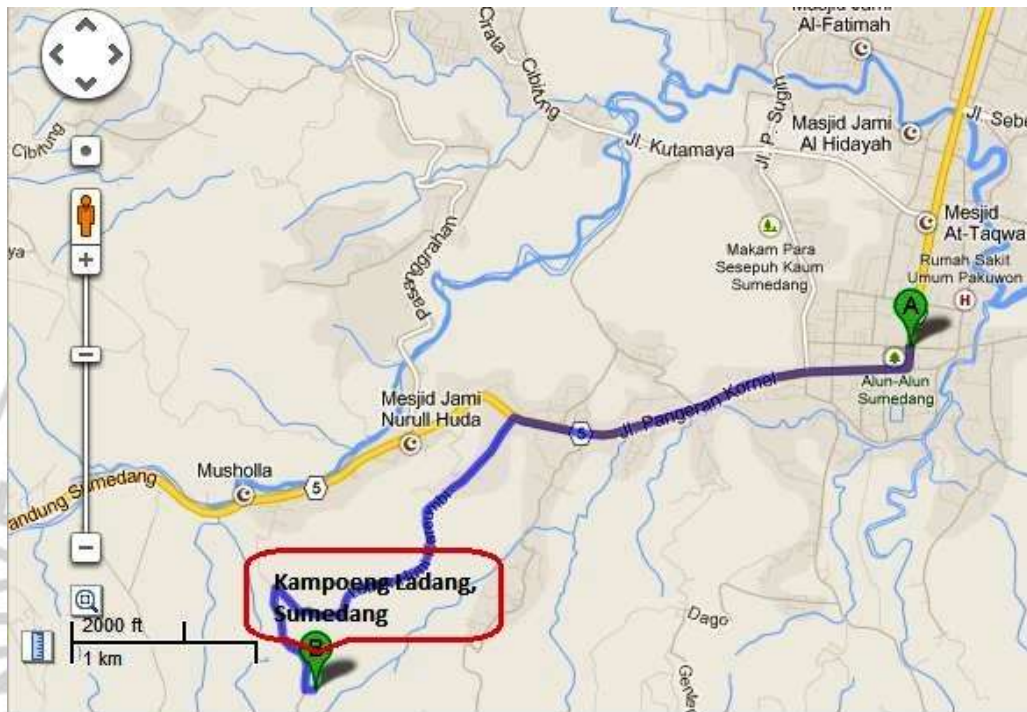 Masjid Jami
Al-Fatimah
Cirata - Cibitung
Cibitung
Jl. Kutamaya
Jl. P. Sugih
Masjid Jami
Al Hidayah
Jl. Sebe
Mesjid
At-Taqwa
Rumah Sakit
Umum Pakuwon
H
Makam Para
Sesepuh Kaum
Sumedang
ya
Pasanggrahan
A
Alun-Alun
Sumedang
Jl. Pangeran Kornel
5
Mesjid Jami
Nurull Huda
Musholla
5
andung Sumedang
Kampoeng Ladang,
Sumedang
B
Dago
Genteng
2000 ft
1 km